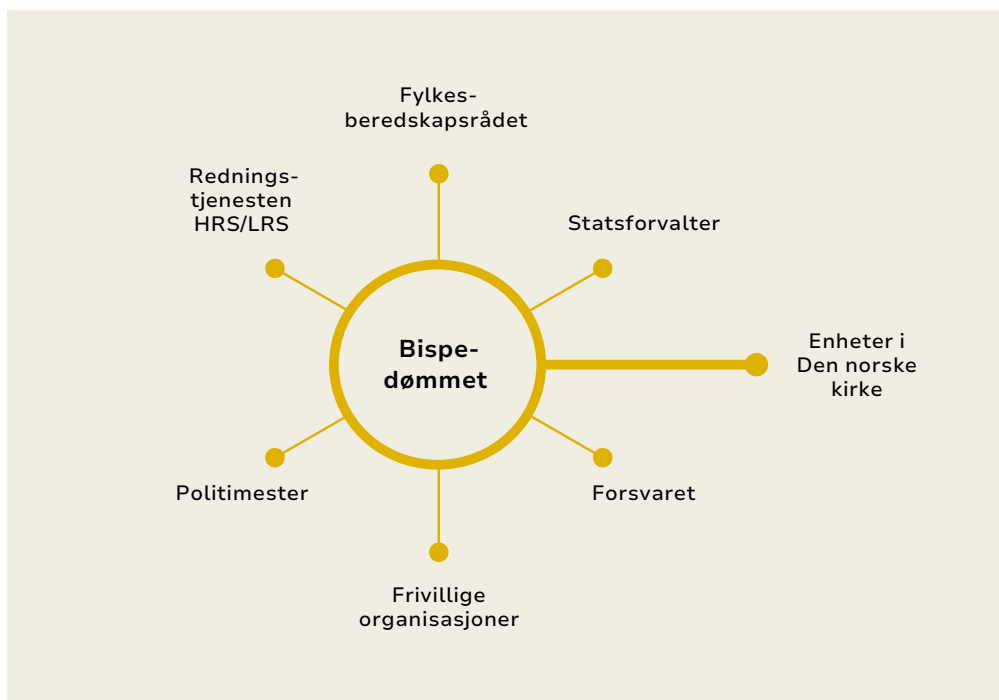 Fylkes-
beredskapsrådet
Rednings-
tjenesten
HRS/LRS
Statsforvalter
Bispe-
dømmet
Enheter i
Den norske
kirke
Politimester
Forsvaret
Frivillige
organisasjoner